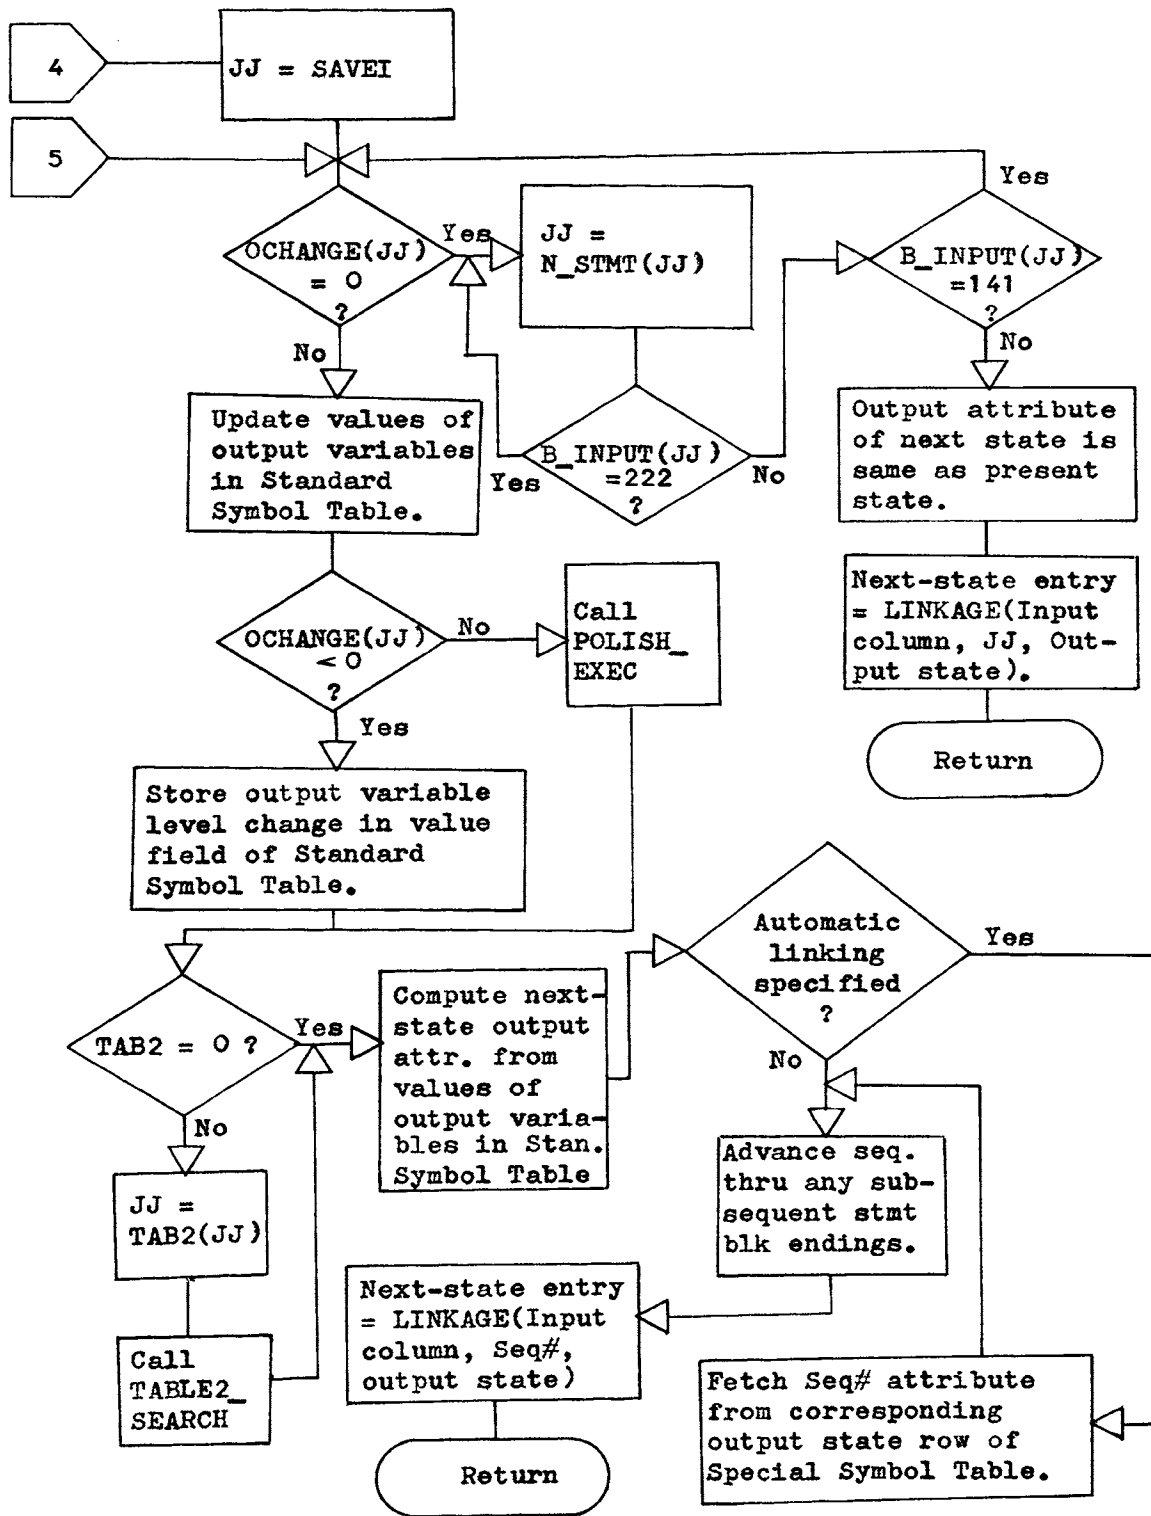 4
JJ = SAVEI
5
OCHANGE(JJ)
= 0
?
Yes
No
JJ =
N_STMT(JJ)
B_INPUT(JJ)
=222
?
Yes
No
Yes
B_INPUT(JJ)
=141
?
No
Output attribute
of next state is
same as present
state.
Next-state entry
= LINKAGE(Input
column, JJ, Out-
put state).
Return
Update values of
output variables
in Standard
Symbol Table.
OCHANGE(JJ)
< 0
?
No
Yes
Call
POLISH_
EXEC
Store output variable
level change in value
field of Standard
Symbol Table.
TAB2 = 0 ?
Yes
No
JJ =
TAB2(JJ)
Call
TABLE2_
SEARCH
Compute next-
state output
attr. from
values of
output varia-
bles in Stan.
Symbol Table
Automatic
linking
specified
?
Yes
No
Advance seq.
thru any sub-
sequent stmt
blk endings.
Next-state entry
= LINKAGE(Input
column, Seq#,
output state)
Return
Fetch Seq# attribute
from corresponding
output state row of
Special Symbol Table.